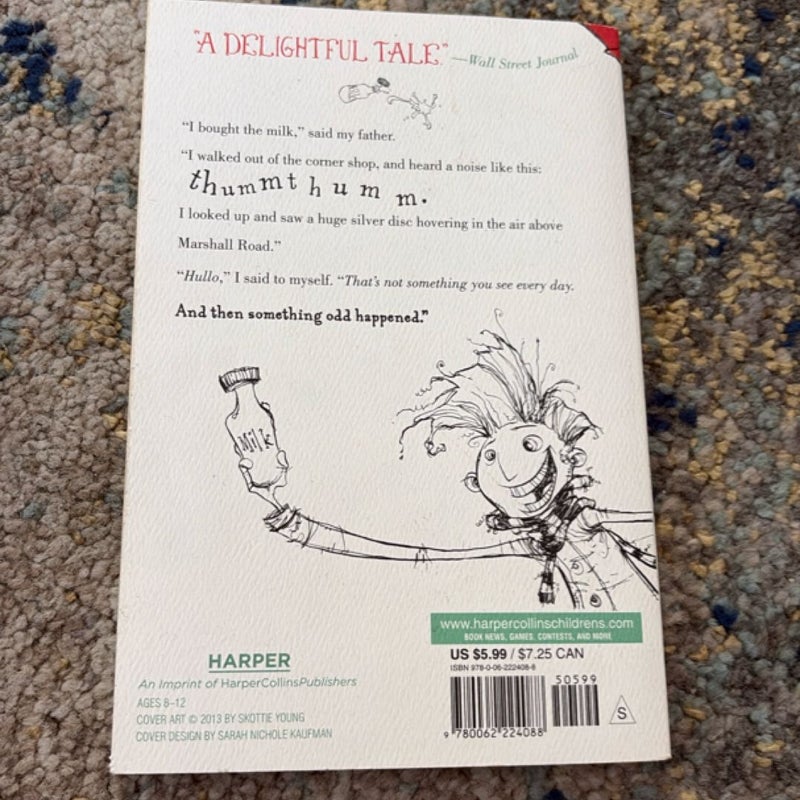 "A DELIGHTFUL TALE" —Wall Street Journal
"I bought the milk," said my father.
"I walked out of the corner shop, and heard a noise like this:
thummthumm.
I looked up and saw a huge silver disc hovering in the air above
Marshall Road."
"Hullo," I said to myself. "That's not something you see every day.
And then something odd happened."
Milk
www.harpercollinschildrens.com
BOOK NEWS, GAMES, CONTESTS, AND MORE
HARPER
An Imprint of HarperCollinsPublishers
AGES 8–12
COVER ART © 2013 BY SKOTTIE YOUNG
COVER DESIGN BY SARAH NICHOLE KAUFMAN
US $5.99 / $7.25 CAN
ISBN 978-0-06-222408-8
50599
9 780062 224088
S